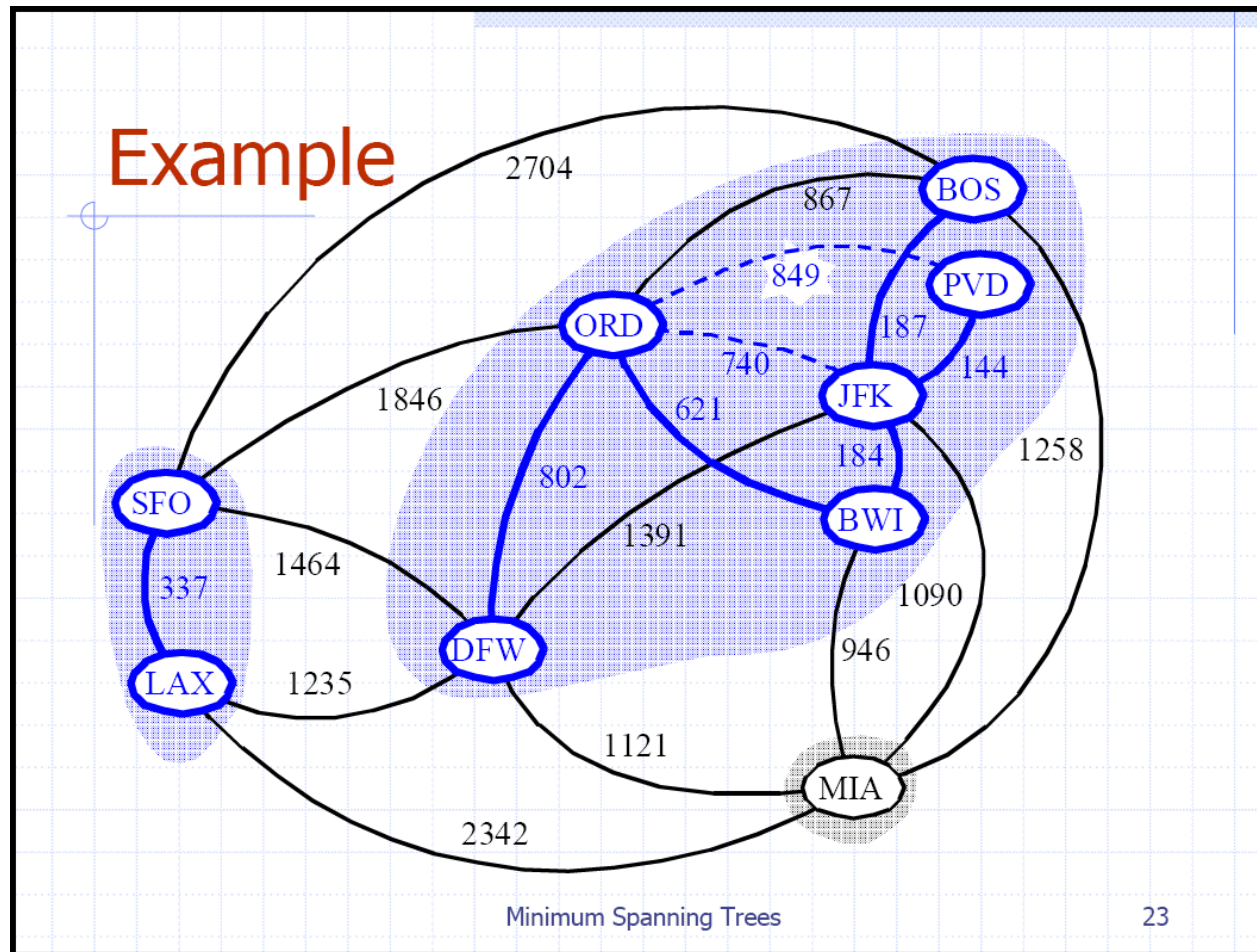 Example
2704
BOS
867
849
PVD
ORD
187
740
144
JFK
1846
621
184
1258
802
SFO
BWI
1391
1464
337
1090
DFW
946
LAX
1235
1121
MIA
2342
Minimum Spanning Trees
23